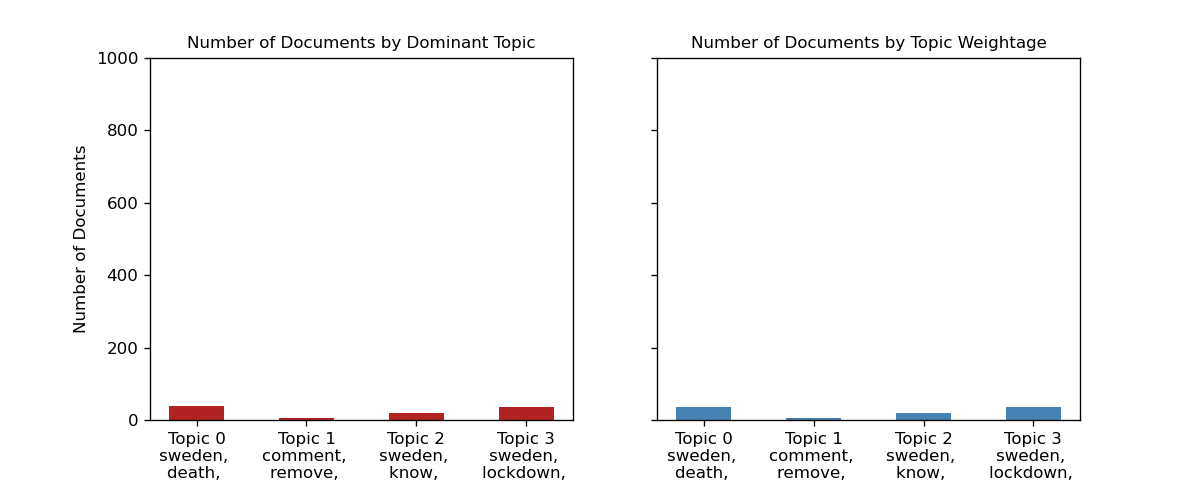 Number of Documents by Dominant Topic
Number of Documents
1000
800
600
400
200
0
Topic 0
sweden,
death,
Topic 1
comment,
remove,
Topic 2
sweden,
know,
Topic 3
sweden,
lockdown,
Number of Documents by Topic Weightage
Topic 0
sweden,
death,
Topic 1
comment,
remove,
Topic 2
sweden,
know,
Topic 3
sweden,
lockdown,